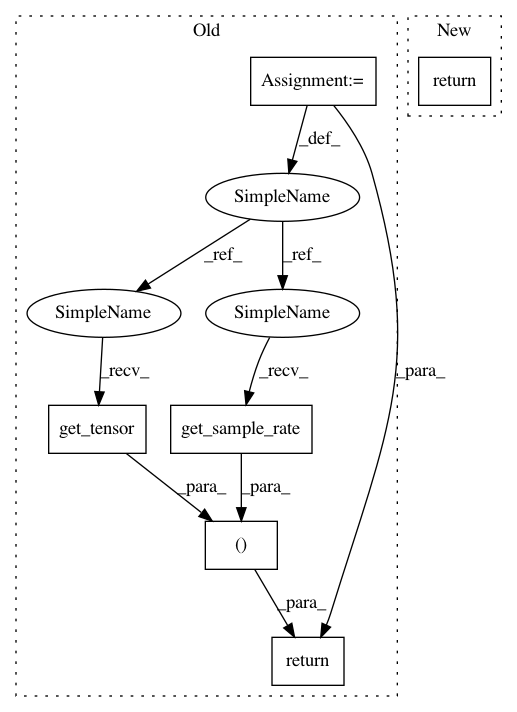 Old
New
Assignment:=
return
_def_
SimpleName
_ref_
_ref_
SimpleName
SimpleName
_recv_
_recv_
_para_
get_tensor
get_sample_rate
_para_
_para_
()
_para_
return